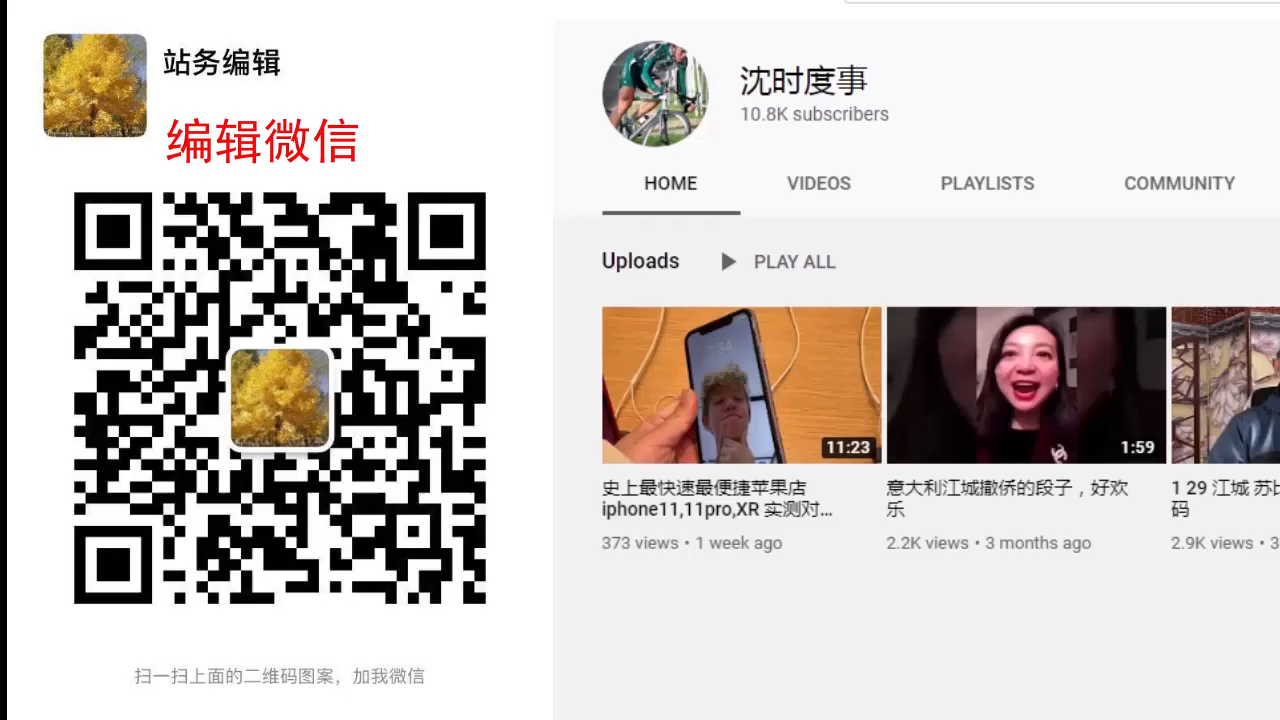 站务编辑
编辑微信
扫一扫上面的二维码图案，加我微信
沈时度事
10.8K subscribers
HOME VIDEOS PLAYLISTS COMMUNITY
Uploads PLAY ALL
11:23
史上最快速最便捷苹果店
iphone11,11pro,XR 实测对...
373 views • 1 week ago
1:59
意大利江城撤侨的段子，好欢
乐
2.2K views • 3 months ago
1 29 江城 苏
码
2.9K views • 3